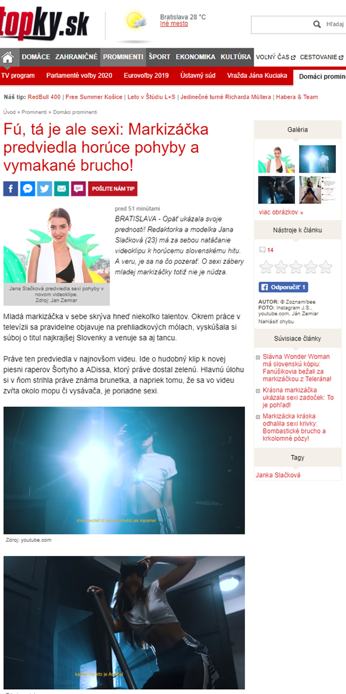 topky.sk
Bratislava 28 °C
Iné mesto
Hľadaj
DOMÁCE ZAHRANIČNÉ PROMINENTI ŠPORT EKONOMIKA KULTÚRA VOĽNÝ ČAS CESTOVANIE
TV program Parlamentné voľby 2020 Eurovoľby 2019 Ústavný súd Vražda Jána Kuciaka Domáci promine
Náš tip: RedBull 400 | Free Summer Košice | Leto v Štúdiu L+S | Jedinečné turné Richarda Müllera | Habera & Team
Úvod » Prominenti » Domáci prominenti
Fú, tá je ale sexi: Markizáčka
predviedla horúce pohyby a
vymakané brucho!
POŠLITE NÁM TIP
pred 51 minútami
BRATISLAVA - Opäť ukázala svoje
prednosti! Redaktorka a modelka Jana
Slačková (23) má za sebou natáčanie
videoklipu k horúcemu slovenskému hitu.
A veru, je sa na čo pozerať. O sexi zábery
mladej markizáčky totiž nie je núdza.
Jana Slačková predviedla sexi pohyby v
novom videoklipe.
Zdroj: Jan Zemiar
Mladá markizáčka v sebe skrýva hneď niekoľko talentov. Okrem práce v
televízii sa pravidelne objavuje na prehliadkových mólach, vyskúšala si
súboj o titul najkrajšej Slovenky a venuje sa aj tancu.
Práve ten predviedla v najnovšom videu. Ide o hudobný klip k novej
piesni raperov Šortyho a ADissa, ktorý práve dostal zelenú. Hlavnú úlohu
si v ňom strihla práve známa brunetka, a napriek tomu, že sa vo videu
zvŕta okolo mopu či vysávača, je poriadne sexi.
Zdroj: youtube.com
Galéria
viac obrázkov »
Nástroje k článku
14
Odporučiť 1
AUTOR: © Zoznam/bee
FOTO: Instagram J.S.,
youtube.com, Ján Zemiar
Nahlásiť chybu
Súvisiace články
Slávna Wonder Woman
má slovenskú kópiu:
Fanúšikovia bežali za
markizáčkou z Telerána!
Krásna markizáčka
ukázala sexi zadoček: To
je pohľad!
Markizácka kráska
odhalila sexi krivky:
Bombastické brucho a
krkolomné pózy!
Tagy
Janka Slačková